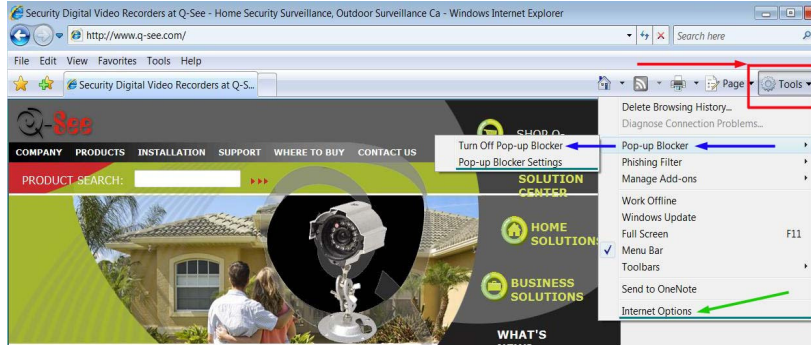 Security Digital Video Recorders at Q-See - Home Security Surveillance, Outdoor Surveillance Ca - Windows Internet Explorer
http://www.q-see.com/
Search here
File Edit View Favorites Tools Help
Security Digital Video Recorders at Q-S...
Page
Tools
Delete Browsing History...
Diagnose Connection Problems...
Pop-up Blocker
Phishing Filter
Manage Add-ons
Work Offline
Windows Update
Full Screen F11
Menu Bar
Toolbars
Send to OneNote
Internet Options
Turn Off Pop-up Blocker
Pop-up Blocker Settings
Q-See
SHOP Q-
COMPANY PRODUCTS INSTALLATION SUPPORT WHERE TO BUY CONTACT US
PRODUCT SEARCH:
SOLUTION
CENTER
HOME
SOLUTIONS
BUSINESS
SOLUTIONS
WHAT'S
NEW